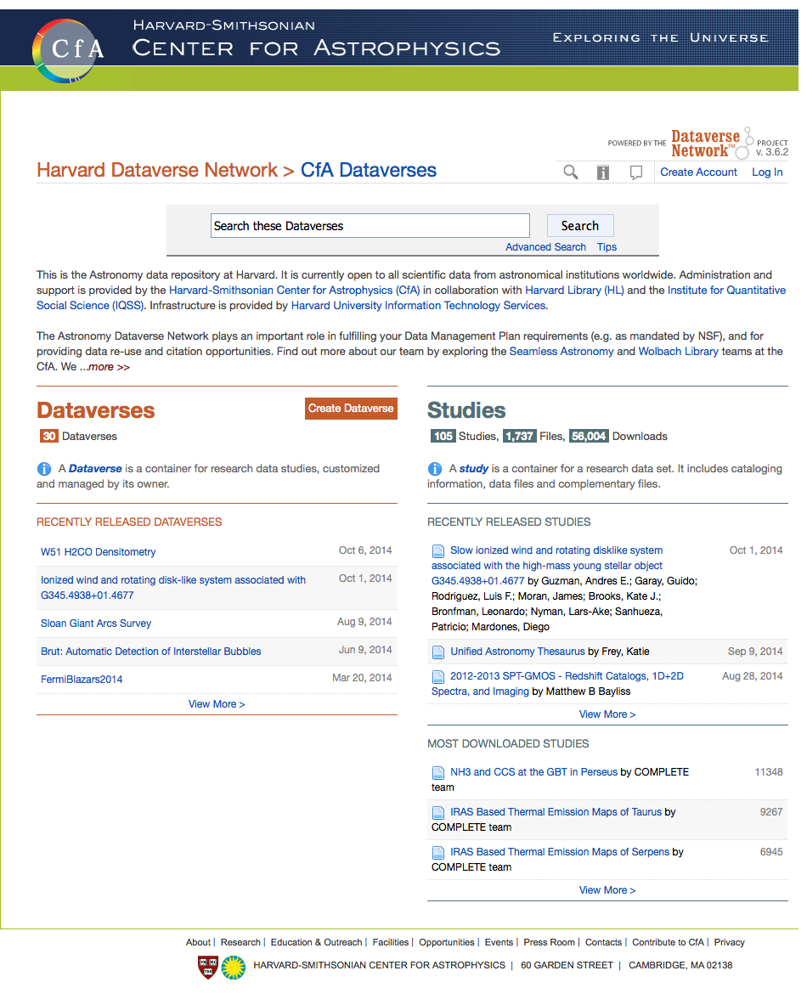 CfA
HARVARD-SMITHSONIAN
CENTER FOR ASTROPHYSICS
EXPLORING THE UNIVERSE
POWERED BY THE Dataverse Network™ PROJECT
v. 3.6.2
Harvard Dataverse Network > CfA Dataverses
Create Account Log In
Search these Dataverses
Search
Advanced Search Tips
This is the Astronomy data repository at Harvard. It is currently open to all scientific data from astronomical institutions worldwide. Administration and
support is provided by the Harvard-Smithsonian Center for Astrophysics (CfA) in collaboration with Harvard Library (HL) and the Institute for Quantitative
Social Science (IQSS). Infrastructure is provided by Harvard University Information Technology Services.
The Astronomy Dataverse Network plays an important role in fulfilling your Data Management Plan requirements (e.g. as mandated by NSF), and for
providing data re-use and citation opportunities. Find out more about our team by exploring the Seamless Astronomy and Wolbach Library teams at the
CfA. We ...more >>
Dataverses
Create Dataverse
30 Dataverses
A Dataverse is a container for research data studies, customized
and managed by its owner.
RECENTLY RELEASED DATAVERSES
W51 H2CO Densitometry Oct 6, 2014
Ionized wind and rotating disk-like system associated with Oct 1, 2014
G345.4938+01.4677
Sloan Giant Arcs Survey Aug 9, 2014
Brut: Automatic Detection of Interstellar Bubbles Jun 9, 2014
FermiBlazars2014 Mar 20, 2014
View More >
Studies
105 Studies, 1,737 Files, 56,004 Downloads
A study is a container for a research data set. It includes cataloging
information, data files and complementary files.
RECENTLY RELEASED STUDIES
Slow ionized wind and rotating disklike system Oct 1, 2014
associated with the high-mass young stellar object
G345.4938+01.4677 by Guzman, Andres E.; Garay, Guido;
Rodriguez, Luis F.; Moran, James; Brooks, Kate J.;
Bronfman, Leonardo; Nyman, Lars-Ake; Sanhueza,
Patricio; Mardones, Diego
Unified Astronomy Thesaurus by Frey, Katie Sep 9, 2014
2012-2013 SPT-GMOS - Redshift Catalogs, 1D+2D Aug 28, 2014
Spectra, and Imaging by Matthew B Bayliss
View More >
MOST DOWNLOADED STUDIES
NH3 and CCS at the GBT in Perseus by COMPLETE 11348
team
IRAS Based Thermal Emission Maps of Taurus by 9267
COMPLETE team
IRAS Based Thermal Emission Maps of Serpens by 6945
COMPLETE team
View More >
About | Research | Education & Outreach | Facilities | Opportunities | Events | Press Room | Contacts | Contribute to CfA | Privacy
HARVARD-SMITHSONIAN CENTER FOR ASTROPHYSICS | 60 GARDEN STREET | CAMBRIDGE, MA 02138